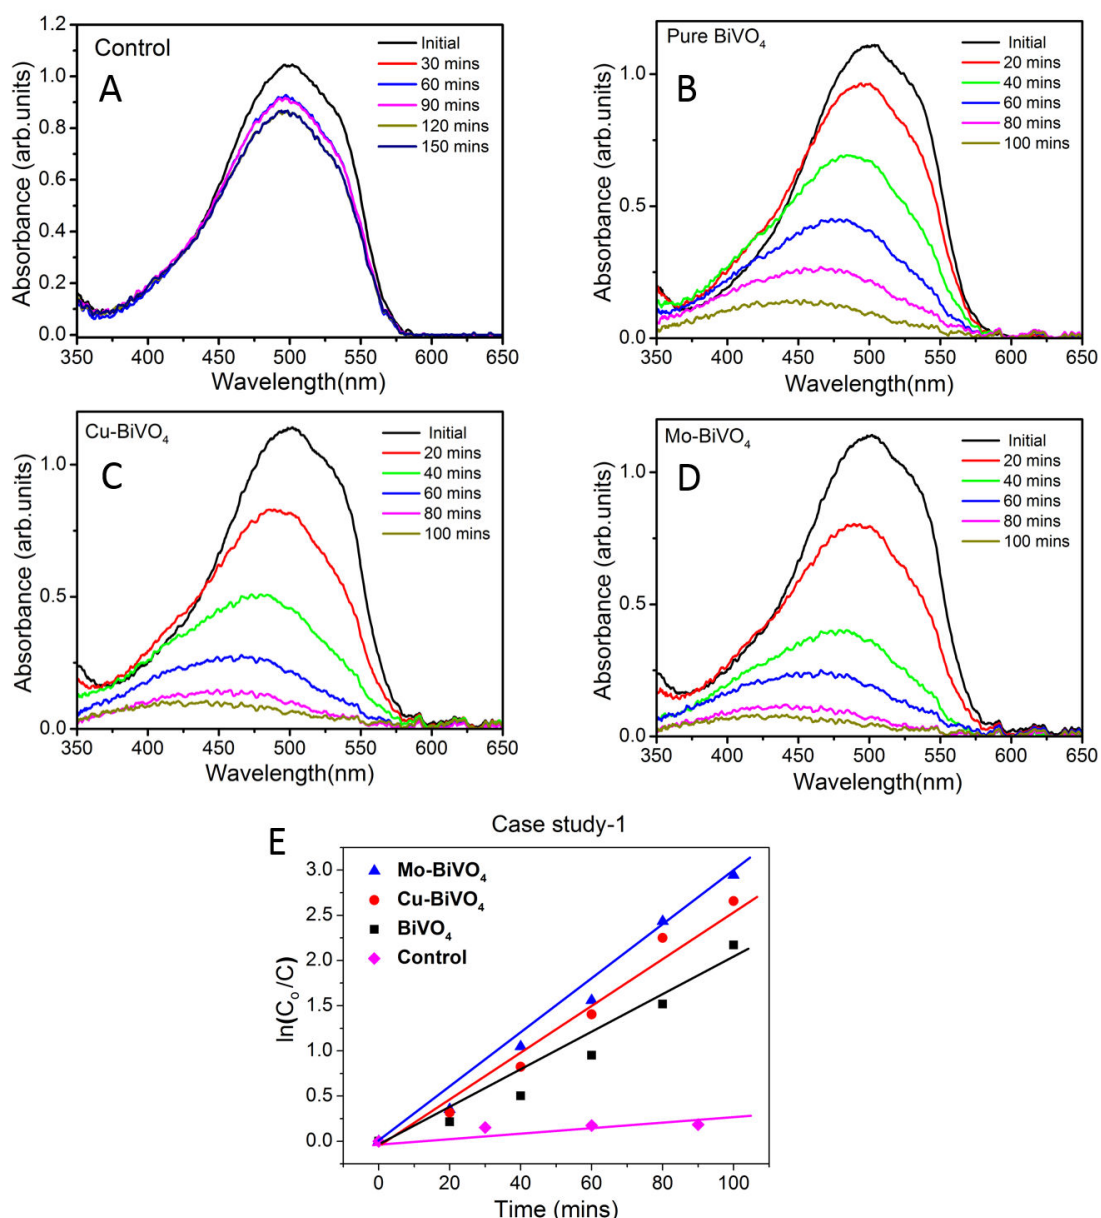 Control
A
Initial
30 mins
60 mins
90 mins
120 mins
150 mins
1.2
1.0
0.8
0.6
0.4
0.2
0.0
Absorbance (arb.units)
350 400 450 500 550 600 650
Wavelength(nm)
Pure BiVO₄
B
Initial
20 mins
40 mins
60 mins
80 mins
100 mins
1.0
0.5
0.0
Absorbance (arb.units)
350 400 450 500 550 600 650
Wavelength(nm)
Cu-BiVO₄
C
Initial
20 mins
40 mins
60 mins
80 mins
100 mins
1.0
0.5
0.0
Absorbance (arb.units)
350 400 450 500 550 600 650
Wavelength(nm)
Mo-BiVO₄
D
Initial
20 mins
40 mins
60 mins
80 mins
100 mins
1.0
0.5
0.0
Absorbance (arb.units)
350 400 450 500 550 600 650
Wavelength(nm)
Case study-1
E
Mo-BiVO₄
Cu-BiVO₄
BiVO₄
Control
3.0
2.5
2.0
1.5
1.0
0.5
0.0
ln(C₀/C)
0 20 40 60 80 100
Time (mins)